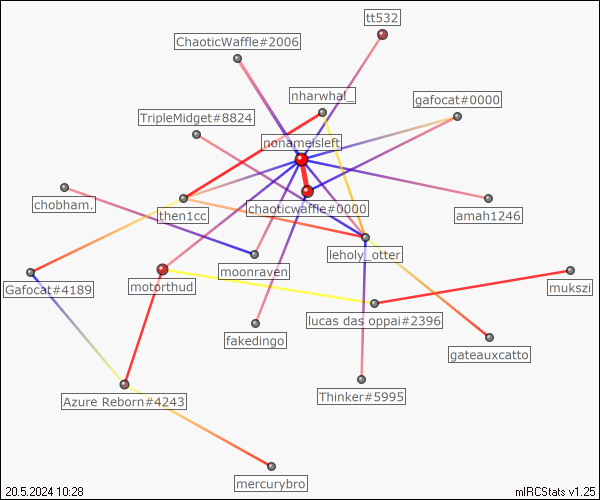 tt532
ChaoticWaffle#2006
nharwhal_
gafocat#0000
TripleMidget#8824
nonameisleft
chobham.
then1cc
chaoticwaffle#0000
amah1246
leholy_otter
moonraven
Gafocat#4189
motorthud
mukszi
lucas das oppai#2396
fakedingo
gateauxcatto
Thinker#5995
Azure Reborn#4243
mercurybro
20.5.2024 10:28
mIRCStats v1.25